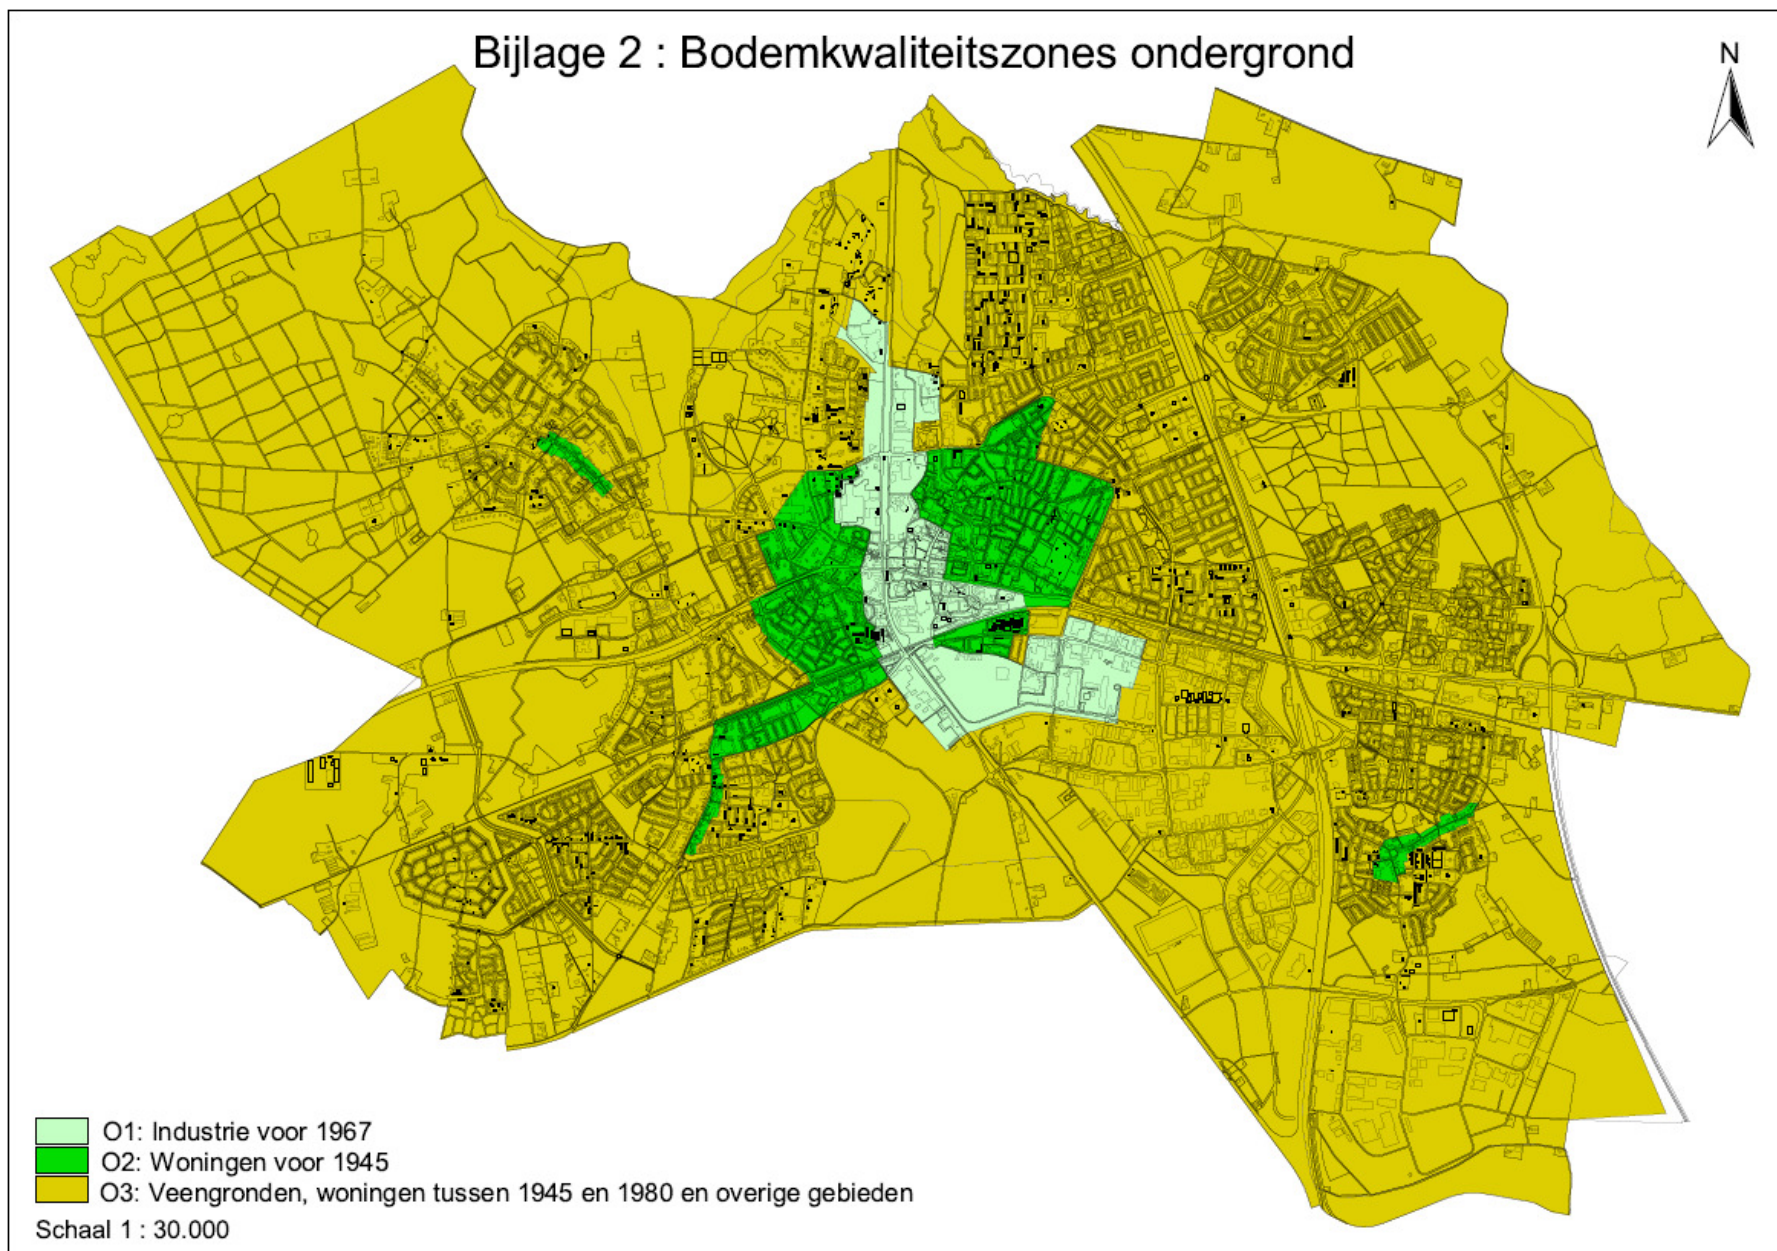 Bijlage 2 : Bodemkwaliteitszones ondergrond
N
O1: Industrie voor 1967
O2: Woningen voor 1945
O3: Veengronden, woningen tussen 1945 en 1980 en overige gebieden
Schaal 1 : 30.000